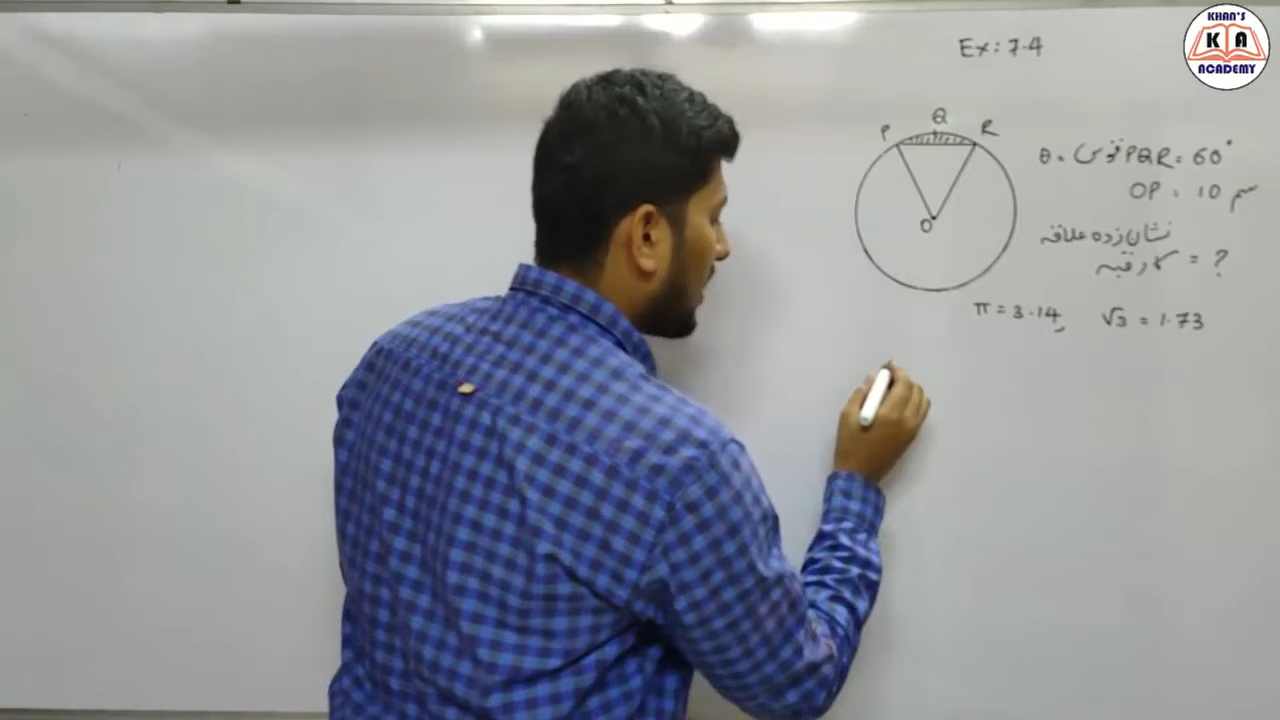 KHAN'S
K A
ACADEMY
Ex: 7.4
P Q R
O
θ = قوس PQR = 60°
OP = 10 سم
نشان زدہ علاقہ
کا رقبہ = ?
π = 3.14, √3 = 1.73